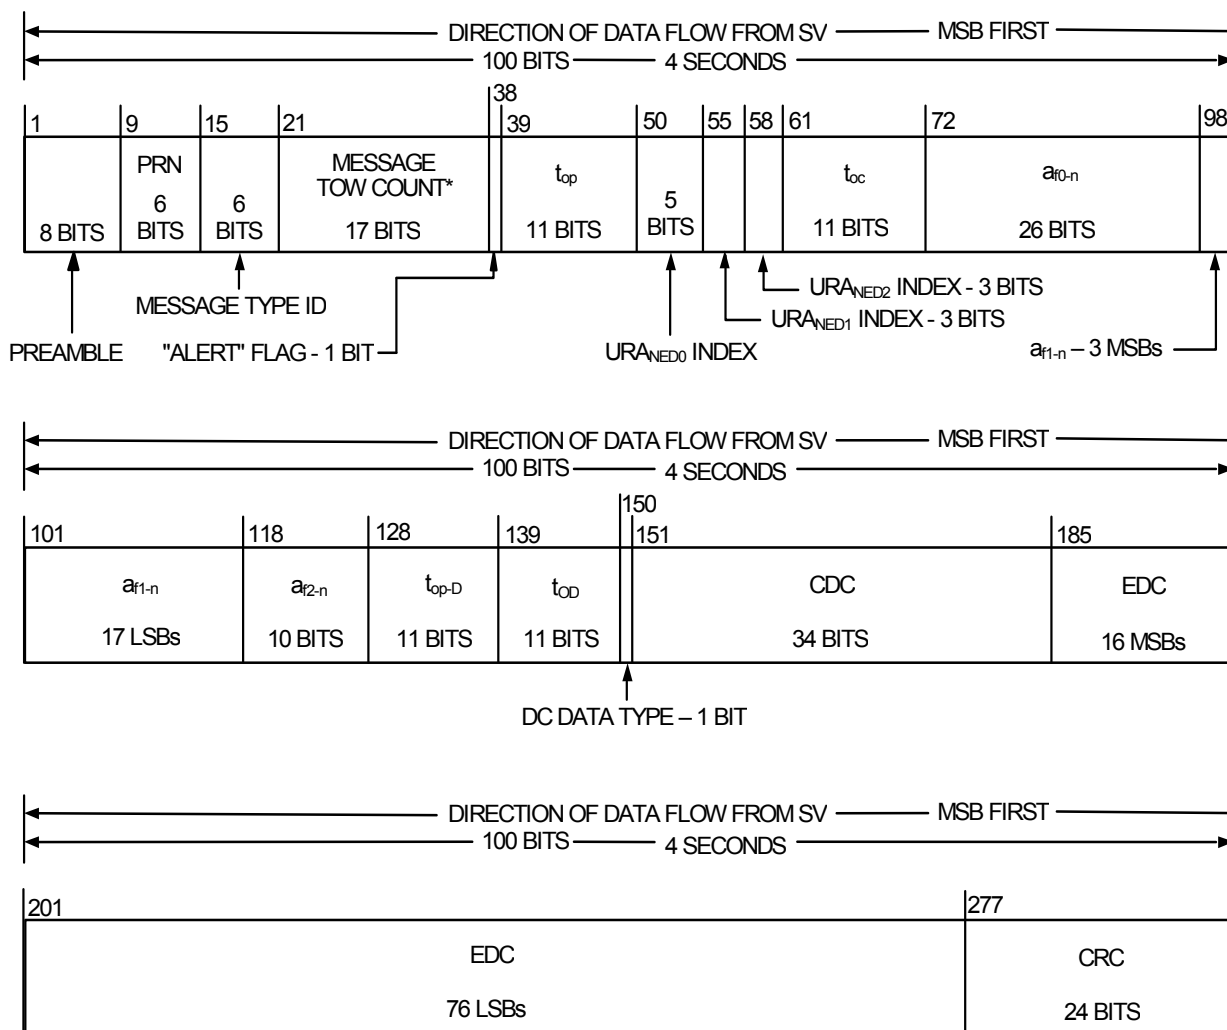 DIRECTION OF DATA FLOW FROM SV MSB FIRST
100 BITS 4 SECONDS
38
1 9 15 21 39 50 55 58 61 72 98
PRN MESSAGE
TOW COUNT* t_op t_oc a_f0-n
6 6 5
8 BITS BITS BITS 17 BITS 11 BITS BITS 11 BITS 26 BITS
URA_NED2 INDEX - 3 BITS
MESSAGE TYPE ID
URA_NED1 INDEX - 3 BITS
PREAMBLE "ALERT" FLAG - 1 BIT URA_NED0 INDEX a_f1-n – 3 MSBs
DIRECTION OF DATA FLOW FROM SV MSB FIRST
100 BITS 4 SECONDS
150
101 118 128 139 151 185
a_f1-n a_f2-n t_op-D t_OD CDC EDC
17 LSBs 10 BITS 11 BITS 11 BITS 34 BITS 16 MSBs
DC DATA TYPE – 1 BIT
DIRECTION OF DATA FLOW FROM SV MSB FIRST
100 BITS 4 SECONDS
201 277
EDC CRC
76 LSBs 24 BITS